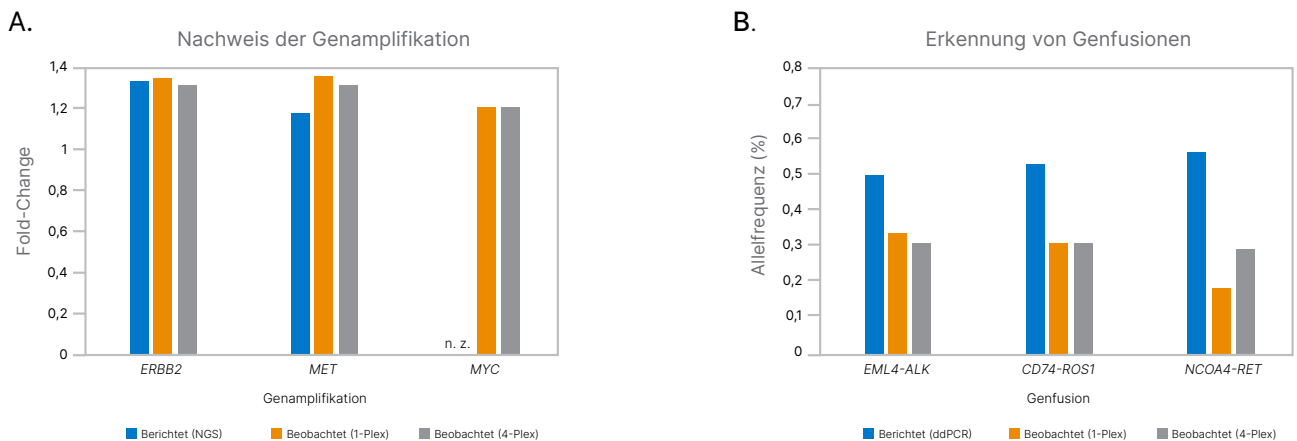 A.
Nachweis der Genamplifikation
Fold-Change
1,4
1,2
1
0,8
0,6
0,4
0,2
0
n. z.
ERBB2
MET
MYC
Genamplifikation
Berichtet (NGS)
Beobachtet (1-Plex)
Beobachtet (4-Plex)
B.
Erkennung von Genfusionen
Allelfrequenz (%)
0,8
0,7
0,6
0,5
0,4
0,3
0,2
0,1
0
EML4-ALK
CD74-ROS1
NCOA4-RET
Genfusion
Berichtet (ddPCR)
Beobachtet (1-Plex)
Beobachtet (4-Plex)